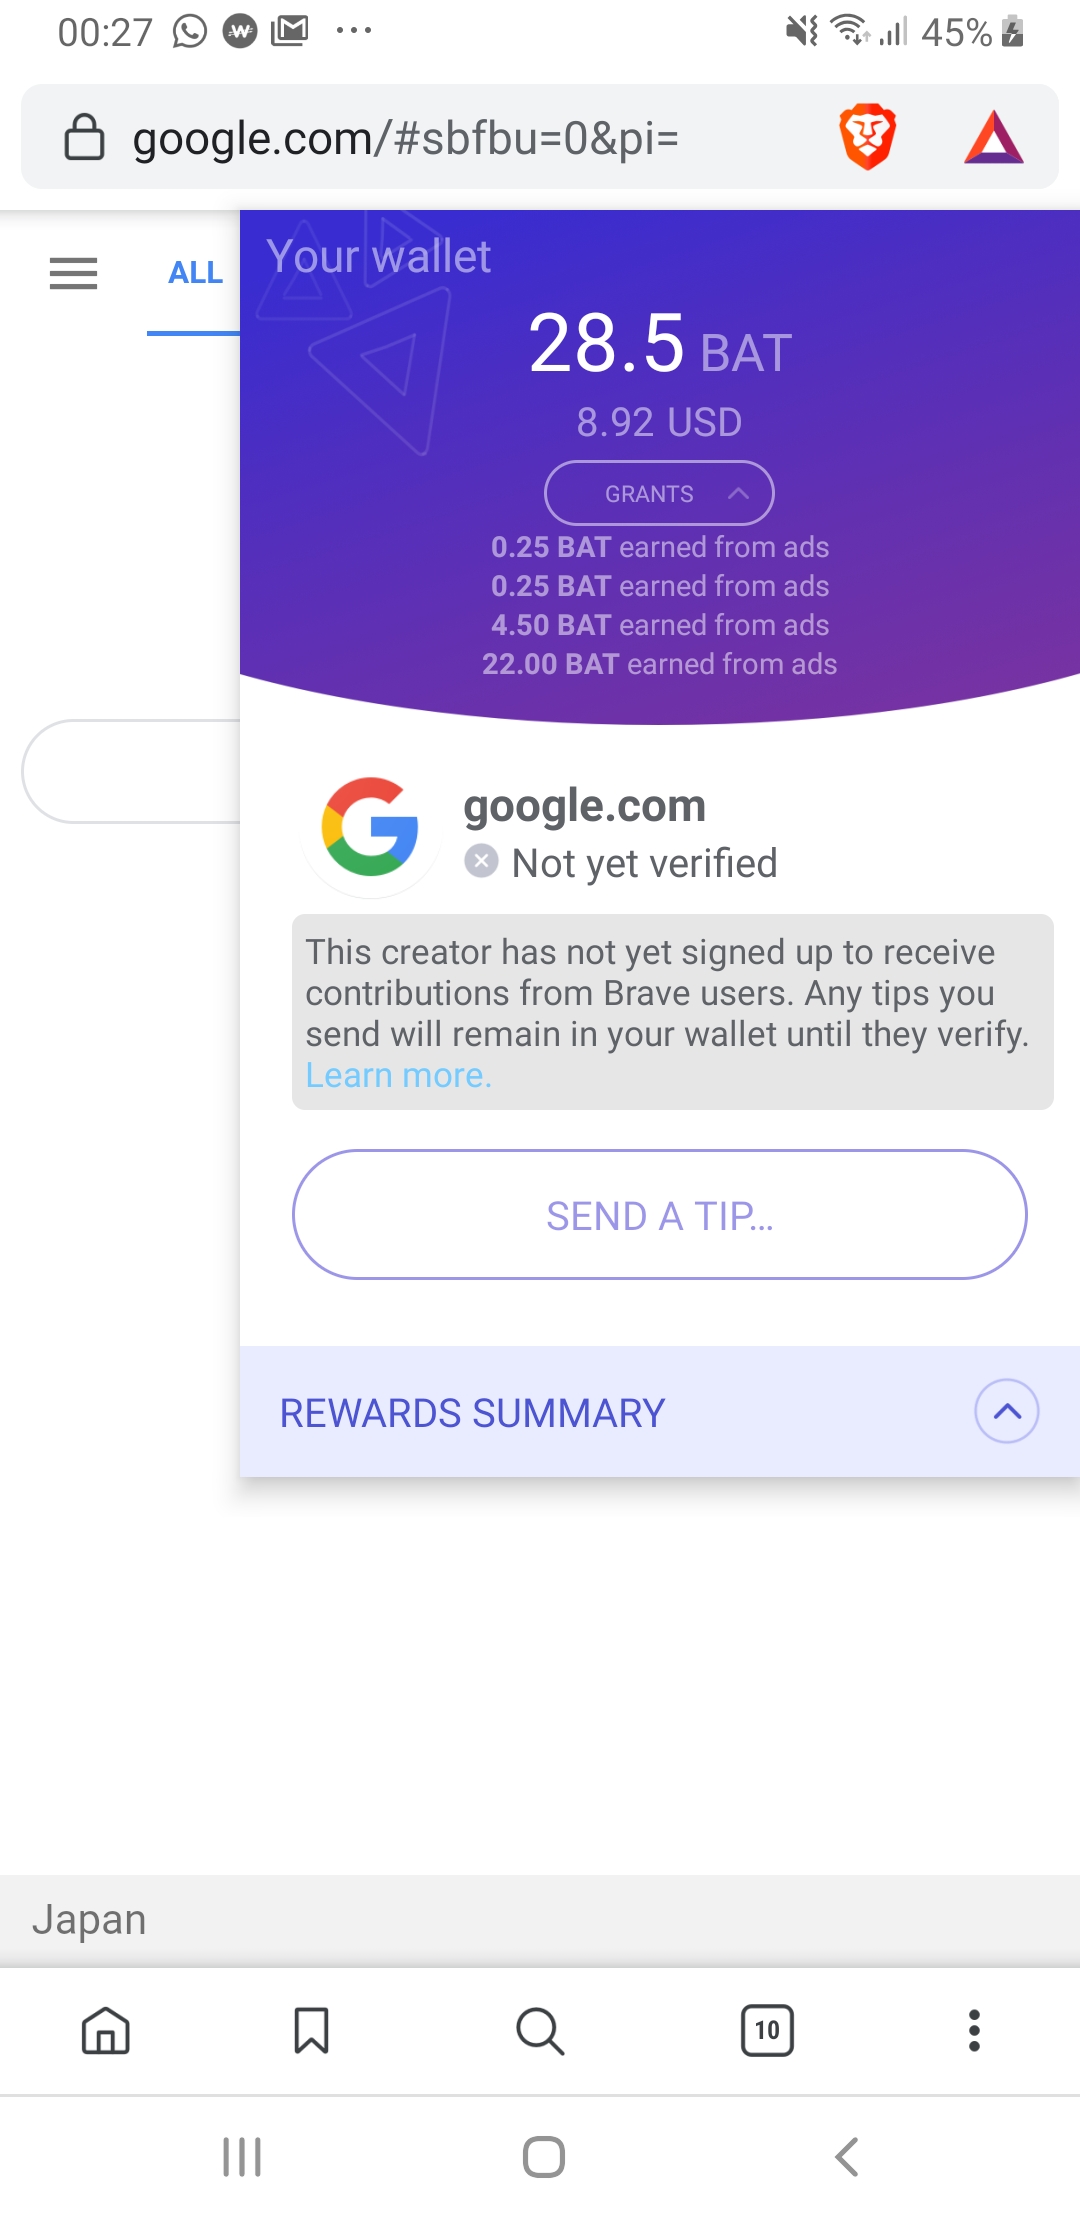 00:27
45%
google.com/#sbfbu=0&pi=
ALL
Your wallet
28.5 BAT
8.92 USD
GRANTS
0.25 BAT earned from ads
0.25 BAT earned from ads
4.50 BAT earned from ads
22.00 BAT earned from ads
google.com
Not yet verified
This creator has not yet signed up to receive
contributions from Brave users. Any tips you
send will remain in your wallet until they verify.
Learn more.
SEND A TIP...
REWARDS SUMMARY
Japan
10